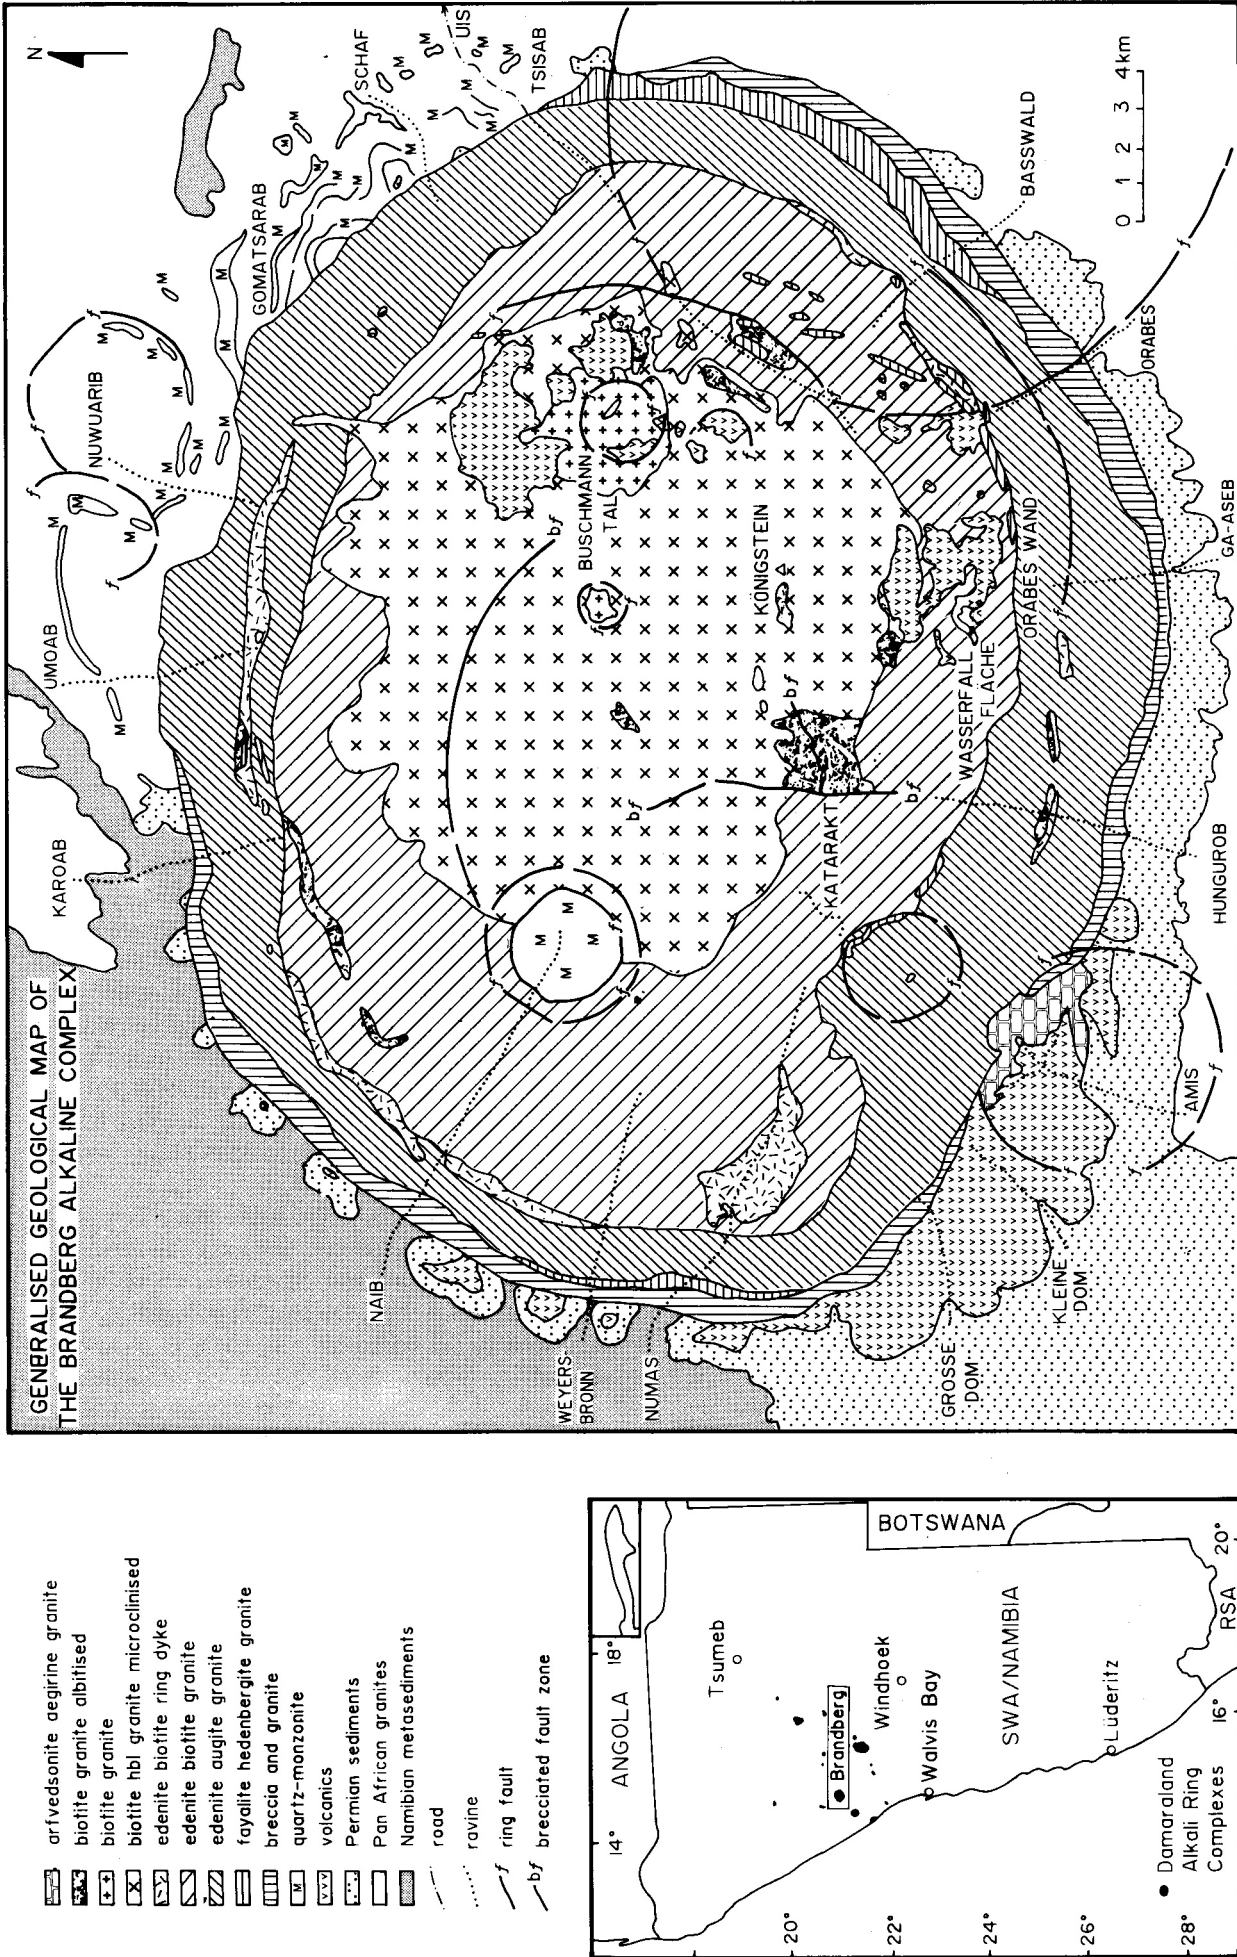 GENERALISED GEOLOGICAL MAP OF
THE BRANDBERG ALKALINE COMPLEX
N
KAROAB
UMOAB
NUWUARIB
GOMATSARAB
SCHAF
UIS
TSISAB
NAIB
WEYERS-
BRONN
NUMAS
BUSCHMANN
TAL
KÖNIGSTEIN
KATARAKT
WASSERFALL
FLÄCHE
ORABES WAND
BASSWALD
ORABES
GA-ASEB
HUNGUROB
AMIS
KLEINE
DOM
GROSSE
DOM
0 1 2 3 4km
M
f
bf
arfvedsonite aegirine granite
biotite granite albitised
biotite granite
biotite hbl granite microclinised
edenite biotite ring dyke
edenite biotite granite
edenite augite granite
fayalite hedenbergite granite
breccia and granite
M quartz-monzonite
volcanics
Permian sediments
Pan African granites
Namibian metasediments
road
ravine
f ring fault
bf brecciated fault zone
14° 18°
ANGOLA
Tsumeb
20°
Brandberg
BOTSWANA
22°
Windhoek
Walvis Bay
24°
SWA/NAMIBIA
26°
Lüderitz
28°
16° 20°
RSA
Damaraland
Alkali Ring
Complexes